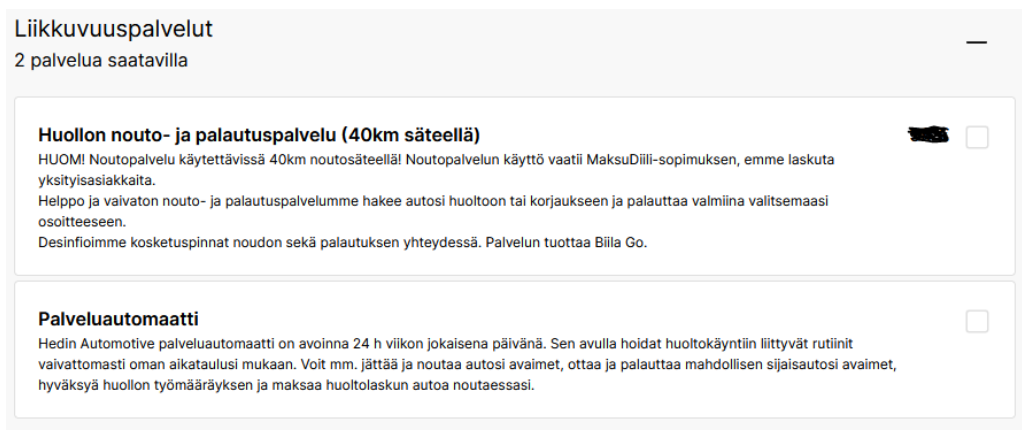 Liikkuvuuspalvelut
2 palvelua saatavilla
Huollon nouto- ja palautuspalvelu (40km säteellä)
HUOM! Noutopalvelu käytettävissä 40km noutosäteellä! Noutopalvelun käyttö vaatii MaksuDiili-sopimuksen, emme laskuta
yksityisasiakkaita.
Helppo ja vaivaton nouto- ja palautuspalvelumme hakee autosi huoltoon tai korjaukseen ja palauttaa valmiina valitsemaasi
osoitteeseen.
Desinfioimme kosketuspinnat noudon sekä palautuksen yhteydessä. Palvelun tuottaa Biila Go.
Palveluautomaatti
Hedin Automotive palveluautomaatti on avoinna 24 h viikon jokaisena päivänä. Sen avulla hoidat huoltokäyntiin liittyvät rutiinit
vaivattomasti oman aikataulusi mukaan. Voit mm. jättää ja noutaa autosi avaimet, ottaa ja palauttaa mahdollisen sijaisautosi avaimet,
hyväksyä huollon työmääräyksen ja maksaa huoltolaskun autoa noutaessasi.